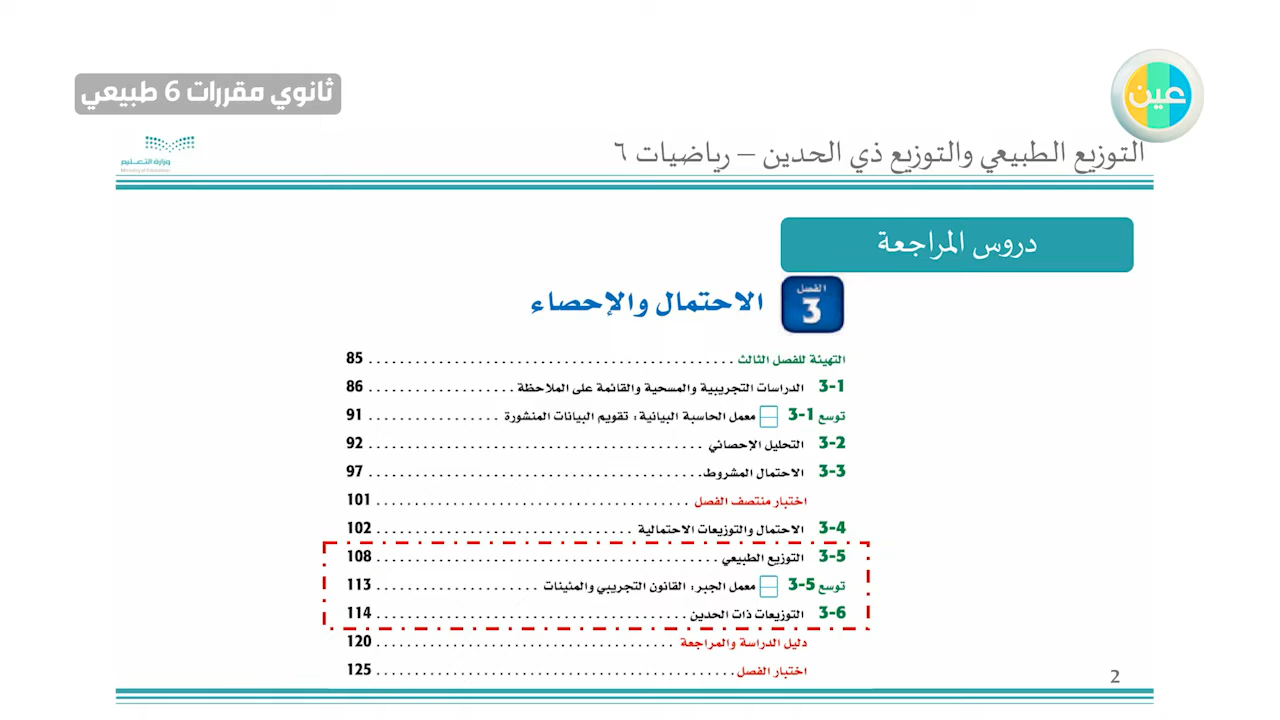 ثانوي مقررات 6 طبيعي
عين
وزارة التعليم
Ministry of Education
التوزيع الطبيعي والتوزيع ذي الحدين – رياضيات ٦
دروس المراجعة
الفصل 3 الاحتمال والإحصاء
التهيئة للفصل الثالث 85
3-1 الدراسات التجريبية والمسحية والقائمة على الملاحظة 86
توسع 3-1 معمل الحاسبة البيانية: تقويم البيانات المنشورة 91
3-2 التحليل الإحصائي 92
3-3 الاحتمال المشروط 97
اختبار منتصف الفصل 101
3-4 الاحتمال والتوزيعات الاحتمالية 102
3-5 التوزيع الطبيعي 108
توسع 3-5 معمل الجبر: القانون التجريبي والمئينات 113
3-6 التوزيعات ذات الحدين 114
دليل الدراسة والمراجعة 120
اختبار الفصل 125
2